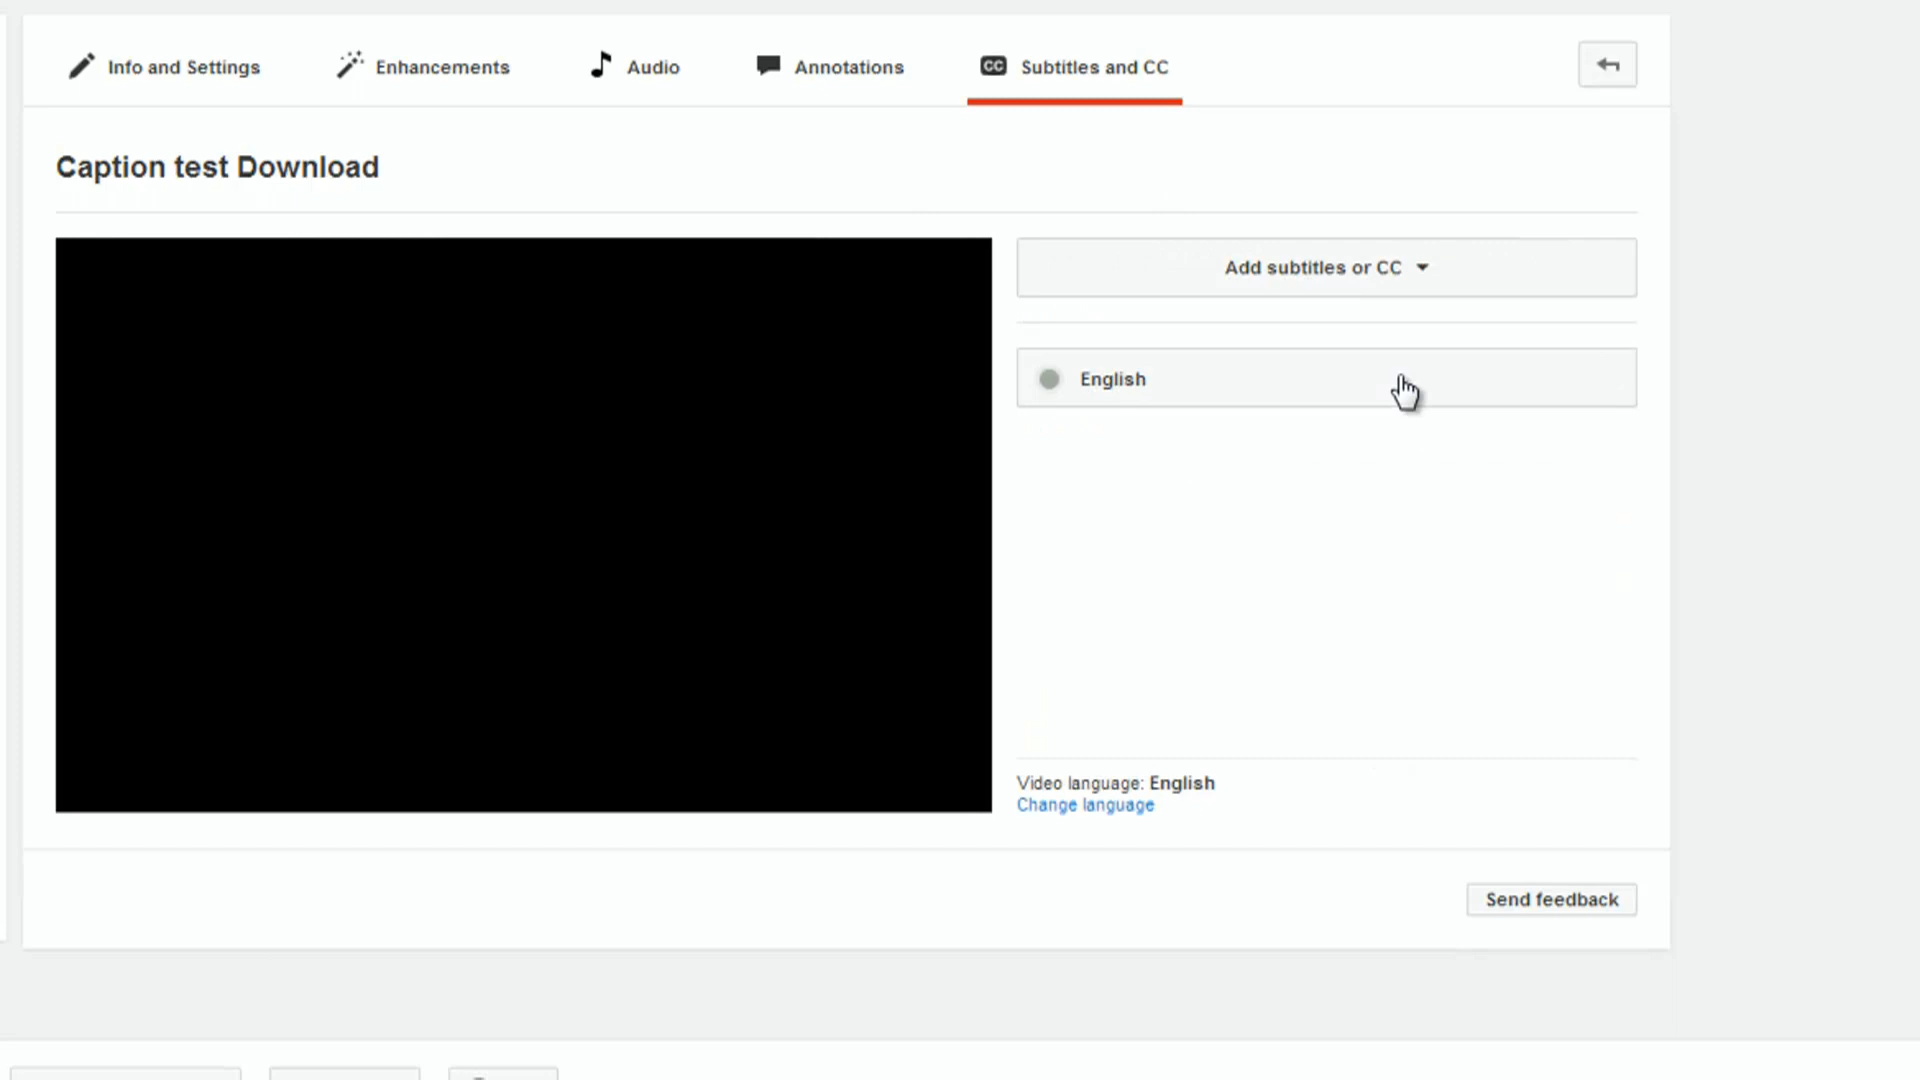 Info and Settings
Enhancements
Audio
Annotations
CC Subtitles and CC
Caption test Download
Add subtitles or CC
English
Video language: English
Change language
Send feedback